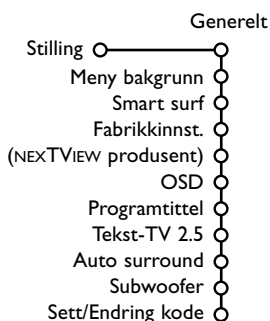 Generelt
Stilling
Meny bakgrunn
Smart surf
Fabrikkinnst.
(NEXTVIEW produsent)
OSD
Programtittel
Tekst-TV 2.5
Auto surround
Subwoofer
Sett/Endring kode